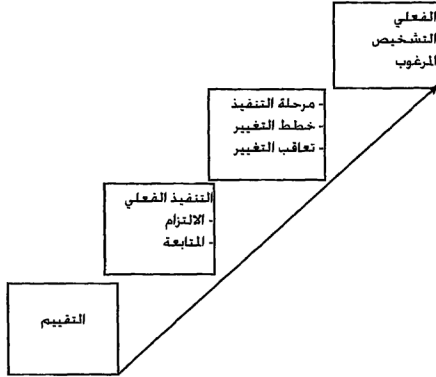 الفعلي
التشخيص
المرغوب
- مرحلة التنفيذ
- خطط التغيير
- تعاقب التغيير
التنفيذ الفعلي
- الالتزام
- المتابعة
التقييم